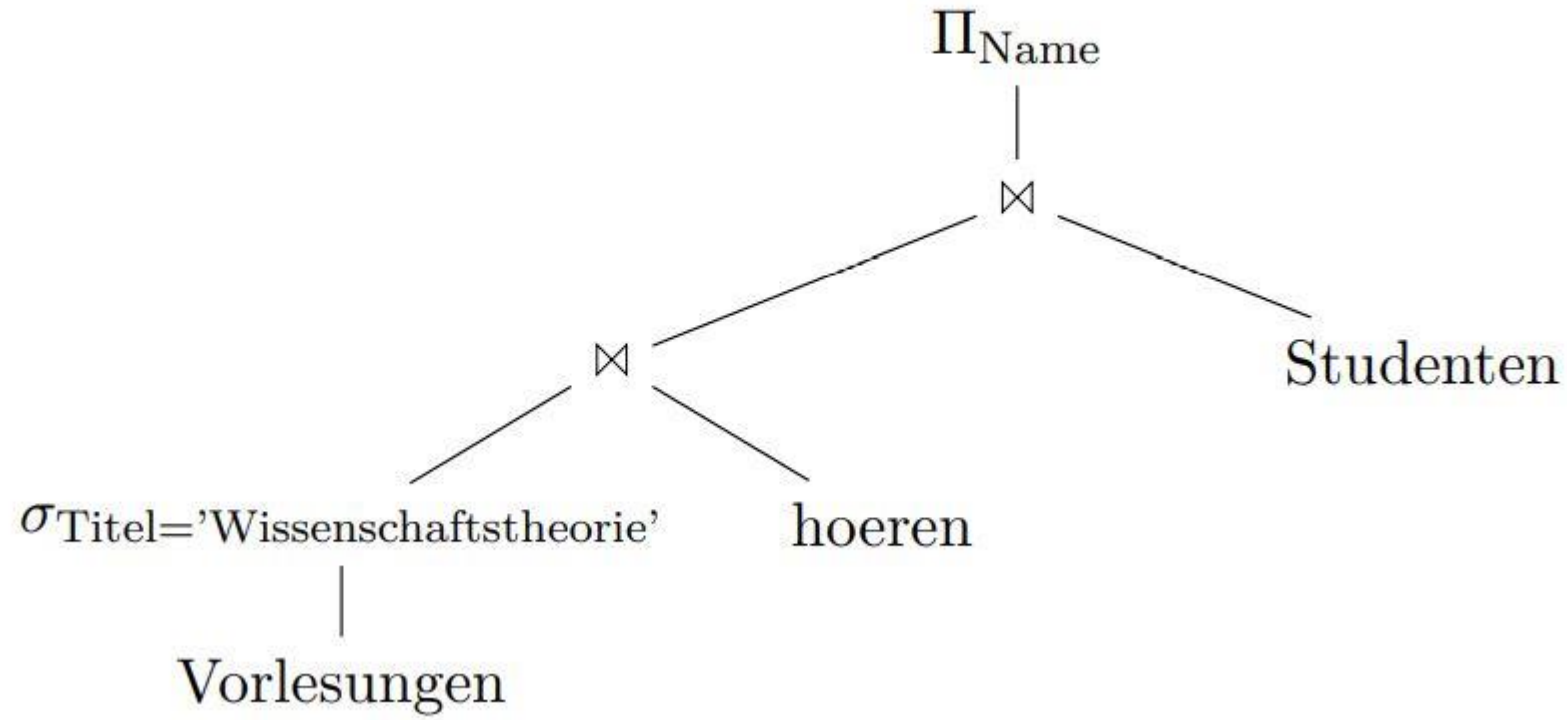 ΠName
⋈
⋈
Studenten
σTitel='Wissenschaftstheorie'
hoeren
Vorlesungen